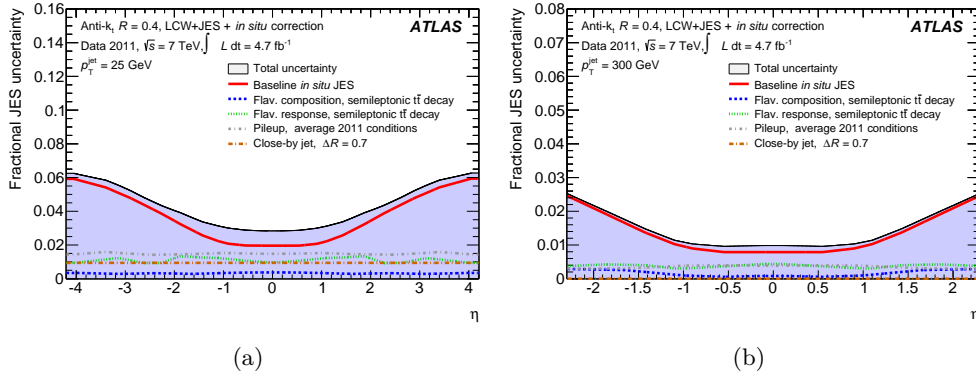 Fractional JES uncertainty
0.16
0.14
0.12
0.1
0.08
0.06
0.04
0.02
0
Anti-kt R = 0.4, LCW+JES + in situ correction
ATLAS
Data 2011, √s = 7 TeV, ∫ L dt = 4.7 fb-1
pTjet = 25 GeV
Total uncertainty
Baseline in situ JES
Flav. composition, semileptonic tt̄ decay
Flav. response, semileptonic tt̄ decay
Pileup, average 2011 conditions
Close-by jet, ΔR = 0.7
-4 -3 -2 -1 0 1 2 3 4
η
(a)
Fractional JES uncertainty
0.08
0.07
0.06
0.05
0.04
0.03
0.02
0.01
0
Anti-kt R = 0.4, LCW+JES + in situ correction
ATLAS
Data 2011, √s = 7 TeV, ∫ L dt = 4.7 fb-1
pTjet = 300 GeV
Total uncertainty
Baseline in situ JES
Flav. composition, semileptonic tt̄ decay
Flav. response, semileptonic tt̄ decay
Pileup, average 2011 conditions
Close-by jet, ΔR = 0.7
-2 -1.5 -1 -0.5 0 0.5 1 1.5 2
η
(b)